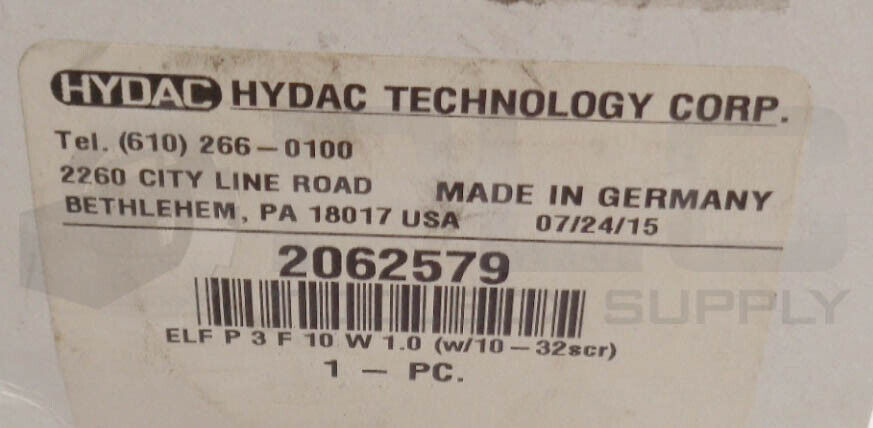 HYDAC HYDAC TECHNOLOGY CORP.
Tel. (610) 266-0100
2260 CITY LINE ROAD
MADE IN GERMANY
BETHLEHEM, PA 18017 USA
07/24/15
2062579
SUPPLY
ELF P 3 F 10 W 1.0 (w/10-32scr)
1 - PC.